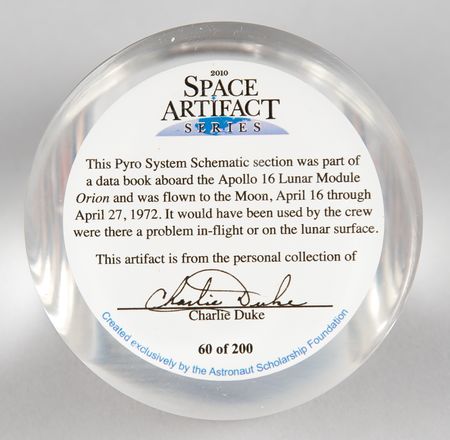 2010
SPACE
ARTIFACT
SERIES
This Pyro System Schematic section was part of
a data book aboard the Apollo 16 Lunar Module
Orion and was flown to the Moon, April 16 through
April 27, 1972. It would have been used by the crew
were there a problem in-flight or on the lunar surface.
This artifact is from the personal collection of
Charlie Duke
Charlie Duke
60 of 200
Created exclusively by the Astronaut Scholarship Foundation